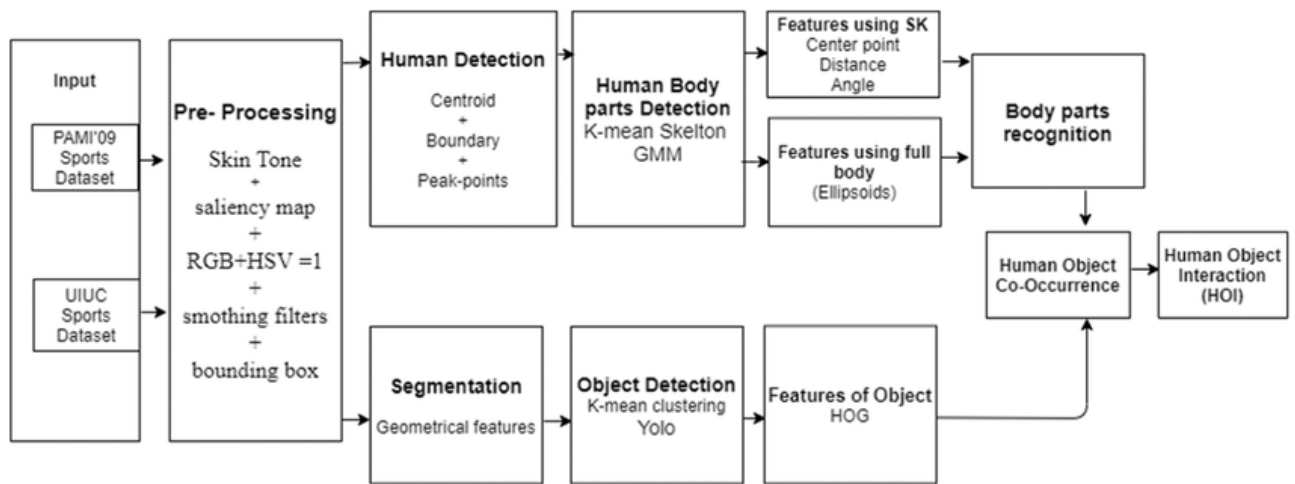 Input
PAMI'09
Sports
Dataset
UIUC
Sports
Dataset
Pre- Processing
Skin Tone
+
saliency map
+
RGB+HSV =1
+
smothing filters
+
bounding box
Human Detection
Centroid
+
Boundary
+
Peak-points
Human Body
parts Detection
K-mean Skelton
GMM
Features using SK
Center point
Distance
Angle
Features using full
body
(Ellipsoids)
Body parts
recognition
Segmentation
Geometrical features
Object Detection
K-mean clustering
Yolo
Features of Object
HOG
Human Object
Co-Occurrence
Human Object
Interaction
(HOI)